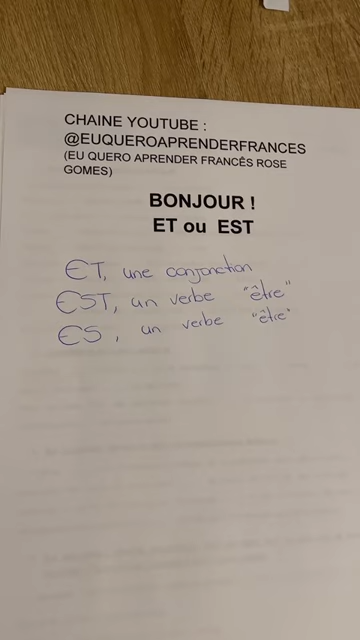 CHAINE YOUTUBE :
@EUQUEROAPRENDERFRANCES
(EU QUERO APRENDER FRANCÊS ROSE
GOMES)
BONJOUR !
ET ou EST
ET, une conjonction
EST, un verbe "être"
ES, un verbe "être"